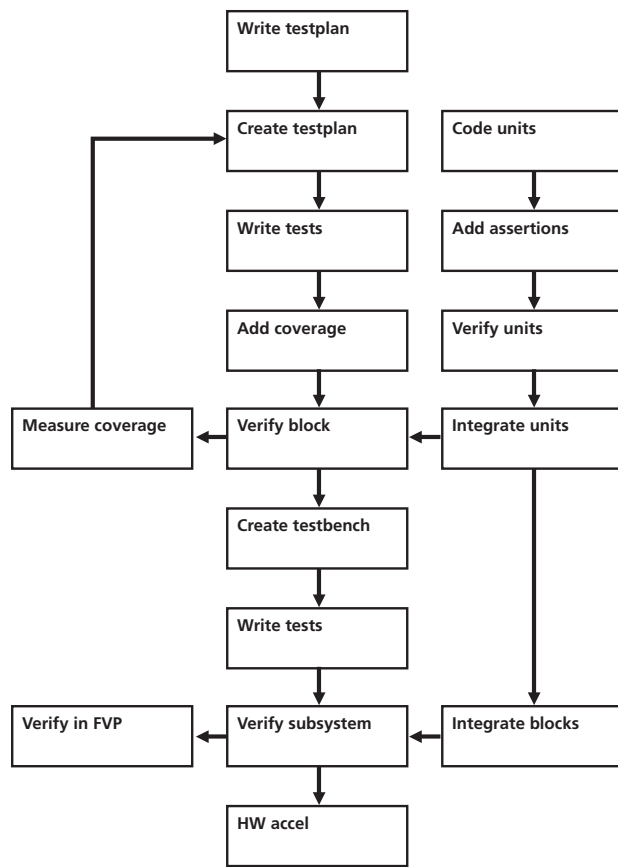 Write testplan
Create testplan
Code units
Write tests
Add assertions
Add coverage
Verify units
Measure coverage
Verify block
Integrate units
Create testbench
Write tests
Verify in FVP
Verify subsystem
Integrate blocks
HW accel